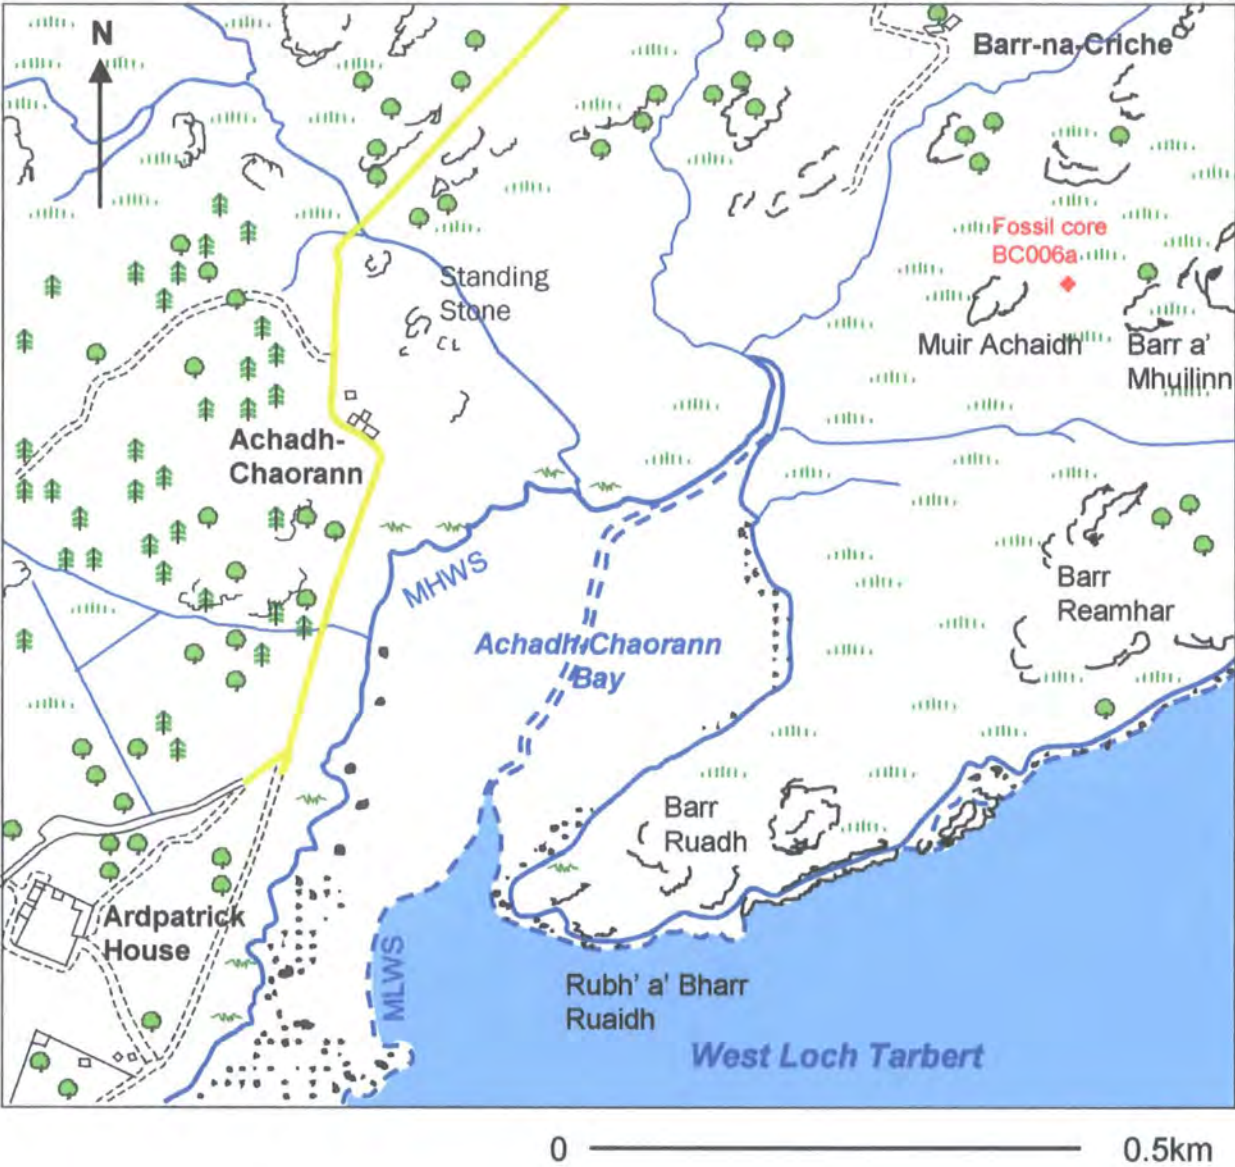 N
Barr-na-Criche
Fossil core
BC006a
Standing
Stone
Muir Achaidh
Barr a'
Mhuilinn
Achadh-
Chaorann
MHWS
Barr
Reamhar
Achadh-Chaorann
Bay
Barr
Ruadh
Ardpatrick
House
MLWS
Rubh' a' Bharr
Ruaidh
West Loch Tarbert
0 0.5km